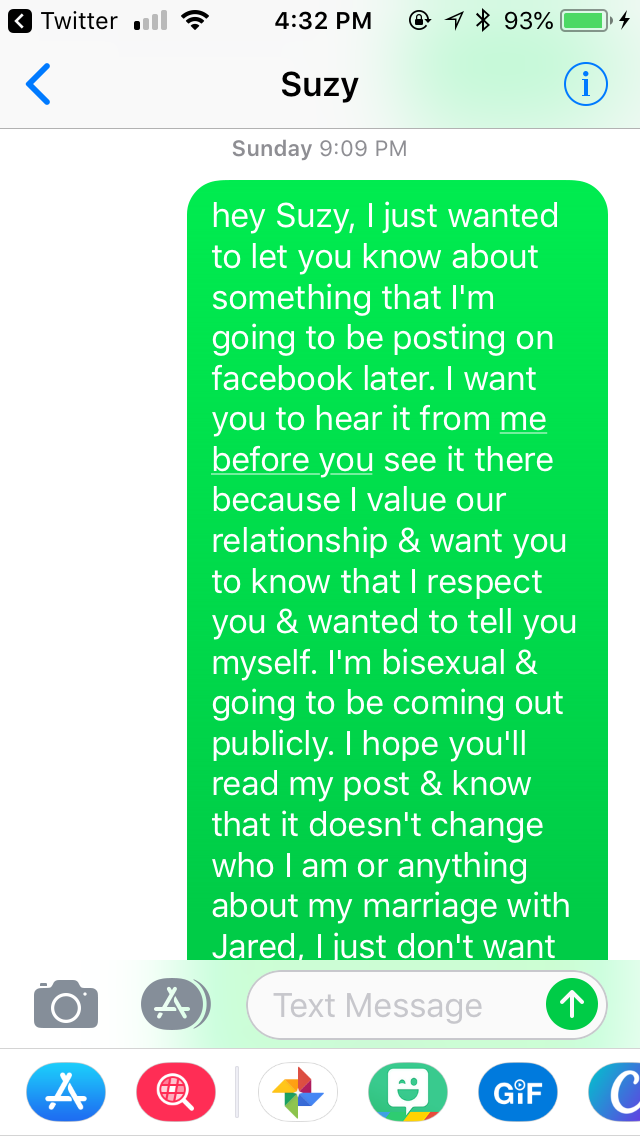 Twitter 4:32 PM 93%
Suzy
Sunday 9:09 PM
hey Suzy, I just wanted
to let you know about
something that I'm
going to be posting on
facebook later. I want
you to hear it from me
before you see it there
because I value our
relationship & want you
to know that I respect
you & wanted to tell you
myself. I'm bisexual &
going to be coming out
publicly. I hope you'll
read my post & know
that it doesn't change
who I am or anything
about my marriage with
Jared, I just don't want
Text Message
GIF